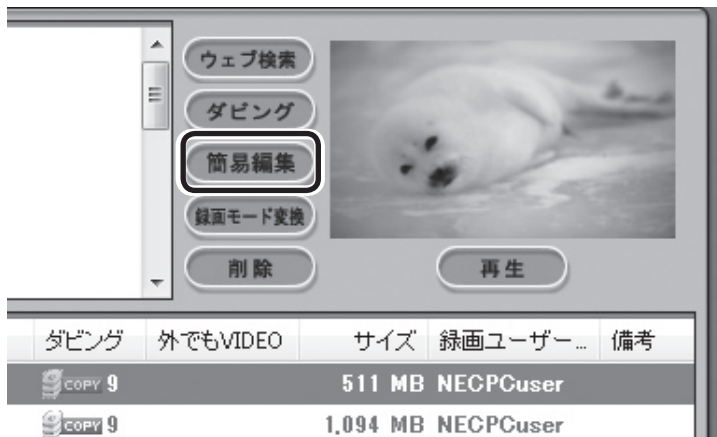 ウェブ検索
ダビング
簡易編集
録画モード変換
削除
再生
ダビング 外でもVIDEO サイズ 録画ユーザー... 備考
COPY 9 511 MB NECPCuser
COPY 9 1,094 MB NECPCuser